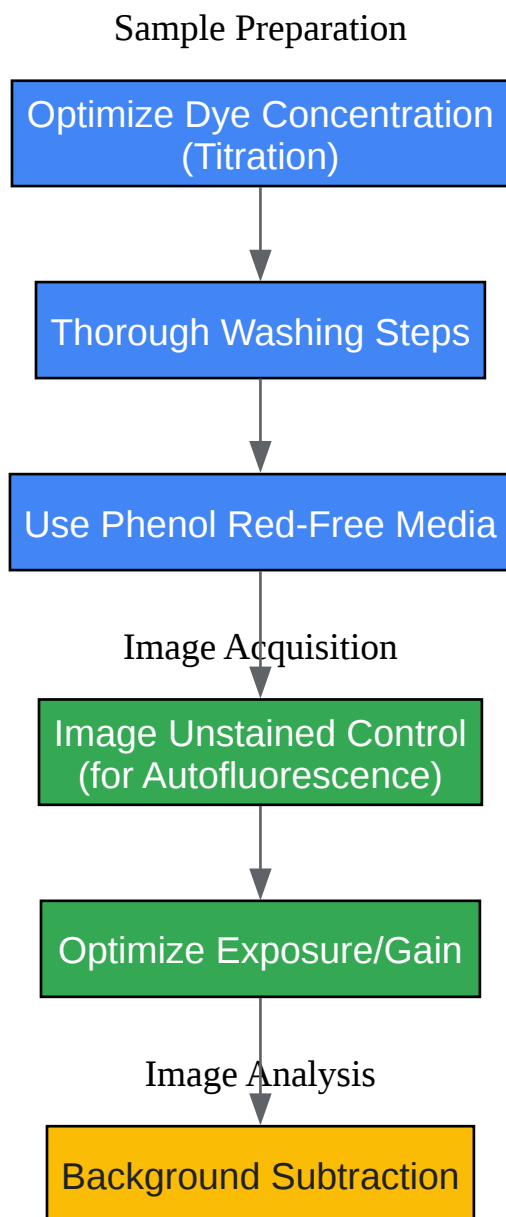 Sample Preparation
Optimize Dye Concentration
(Titration)
Thorough Washing Steps
Use Phenol Red-Free Media
Image Acquisition
Image Unstained Control
(for Autofluorescence)
Optimize Exposure/Gain
Image Analysis
Background Subtraction